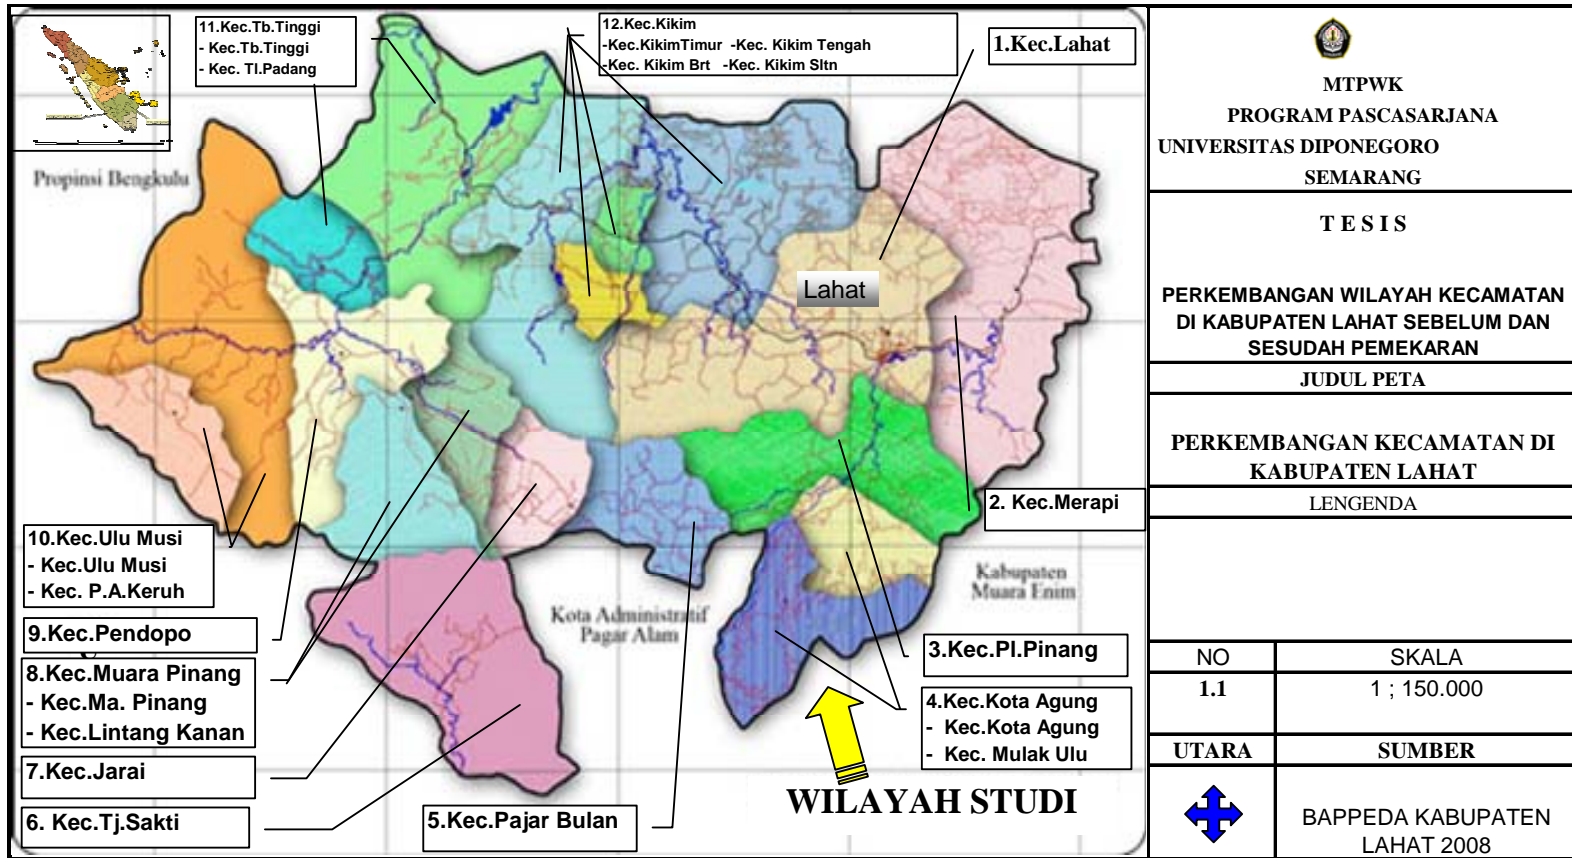 11.Kec.Tb.Tinggi
- Kec.Tb.Tinggi
- Kec. Tl.Padang
12.Kec.Kikim
-Kec.KikimTimur -Kec. Kikim Tengah
-Kec. Kikim Brt -Kec. Kikim Sltn
1.Kec.Lahat
Propinsi Bengkulu
Lahat
2. Kec.Merapi
10.Kec.Ulu Musi
- Kec.Ulu Musi
- Kec. P.A.Keruh
Kabupaten
Muara Enim
Kota Administratif
Pagar Alam
9.Kec.Pendopo
3.Kec.Pl.Pinang
8.Kec.Muara Pinang
- Kec.Ma. Pinang
- Kec.Lintang Kanan
4.Kec.Kota Agung
- Kec.Kota Agung
- Kec. Mulak Ulu
7.Kec.Jarai
WILAYAH STUDI
6. Kec.Tj.Sakti
5.Kec.Pajar Bulan
MTPWK
PROGRAM PASCASARJANA
UNIVERSITAS DIPONEGORO
SEMARANG
T E S I S
PERKEMBANGAN WILAYAH KECAMATAN
DI KABUPATEN LAHAT SEBELUM DAN
SESUDAH PEMEKARAN
JUDUL PETA
PERKEMBANGAN KECAMATAN DI
KABUPATEN LAHAT
LENGENDA
NO SKALA
1.1 1 ; 150.000
UTARA SUMBER
BAPPEDA KABUPATEN
LAHAT 2008